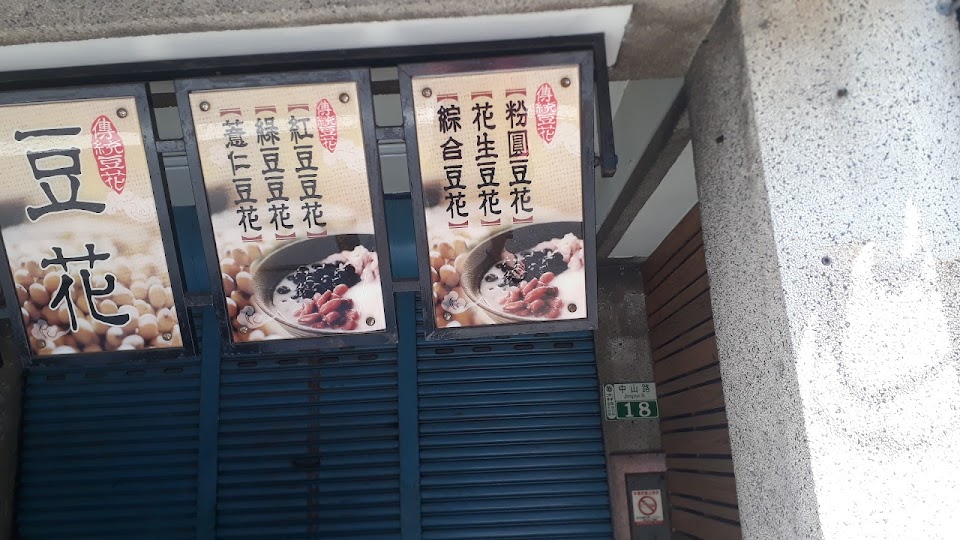 傳統豆花
豆花
傳統豆花
【紅豆豆花】
【綠豆豆花】
【薏仁豆花】
傳統豆花
【粉圓豆花】
【花生豆花】
【綜合豆花】
中山路
18